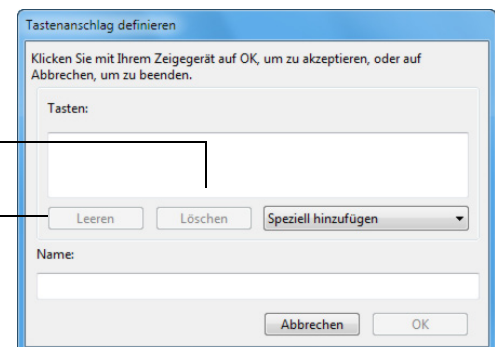 Tastenanschlag definieren
Klicken Sie mit Ihrem Zeigegerät auf OK, um zu akzeptieren, oder auf
Abbrechen, um zu beenden.
Tasten:
Leeren Löschen Speziell hinzufügen
Name:
Abbrechen OK